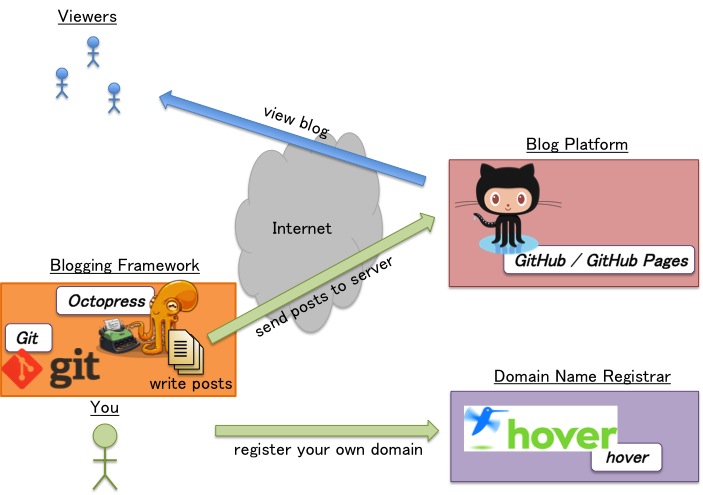 Viewers
view blog
Blog Platform
Internet
GitHub / GitHub Pages
Blogging Framework
Octopress
send posts to server
Git
git
write posts
Domain Name Registrar
You
hover
hover
register your own domain